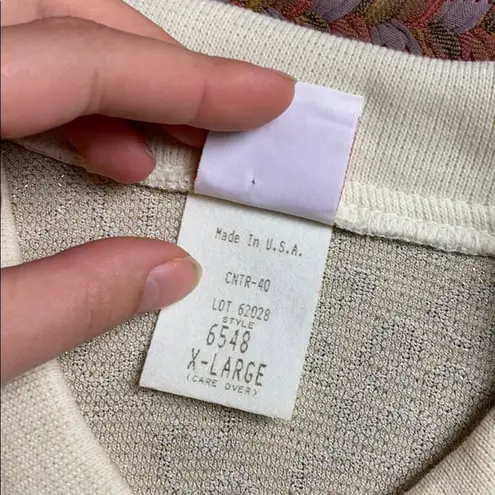 Made In U.S.A.
CNTR-40
LOT 62028
STYLE
6548
X-LARGE
(CARE OVER)